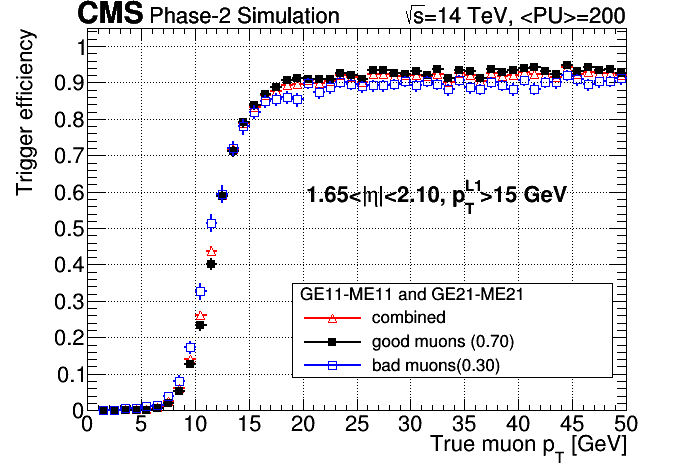 CMS Phase-2 Simulation √s=14 TeV, <PU>=200
Trigger efficiency
1
0.9
0.8
0.7
0.6
0.5
0.4
0.3
0.2
0.1
0
1.65<|η|<2.10, p_T^L1>15 GeV
GE11-ME11 and GE21-ME21
combined
good muons (0.70)
bad muons(0.30)
0 5 10 15 20 25 30 35 40 45 50
True muon p_T [GeV]